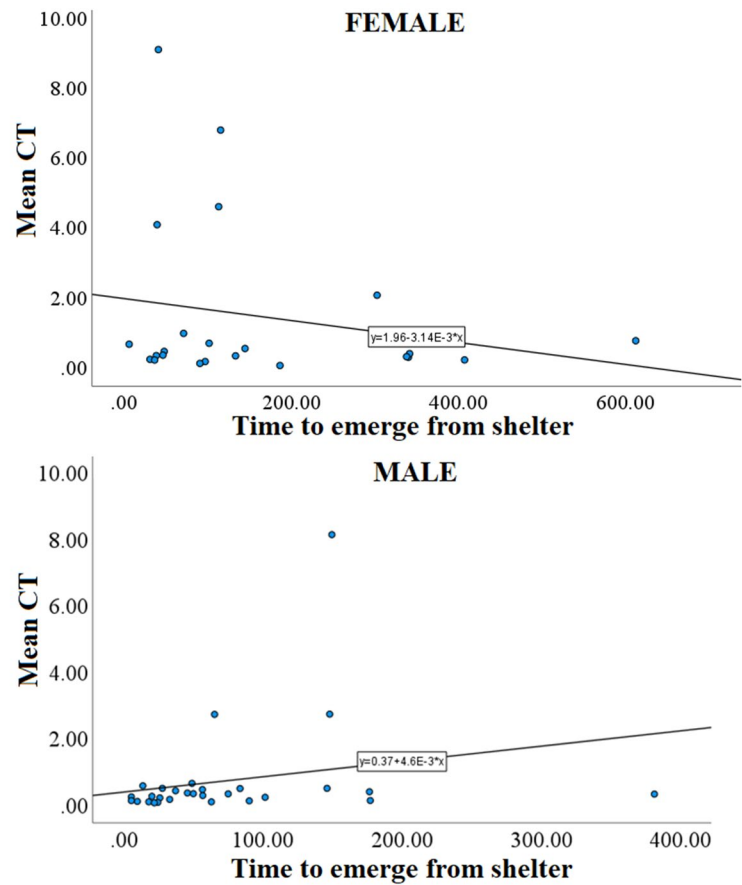 FEMALE
10.00
8.00
6.00
4.00
2.00
.00
Mean CT
y=1.96-3.14E-3*x
.00 200.00 400.00 600.00
Time to emerge from shelter
MALE
10.00
8.00
6.00
4.00
2.00
.00
Mean CT
y=0.37+4.6E-3*x
.00 100.00 200.00 300.00 400.00
Time to emerge from shelter